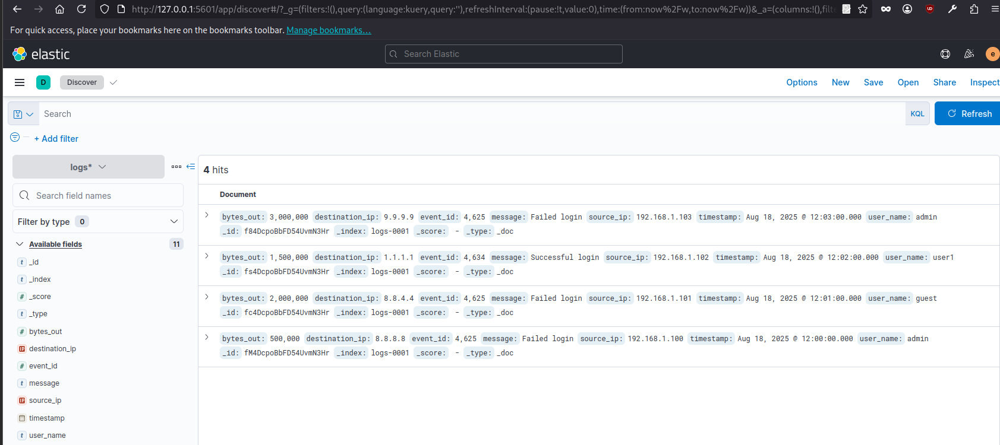 http://127.0.0.1:5601/app/discover#/?_g=(filters:!(),query:(language:kuery,query:''),refreshInterval:(pause:!t,value:0),time:(from:now%2Fw,to:now%2Fw))&_a=(columns:!(),filte
For quick access, place your bookmarks here on the bookmarks toolbar. Manage bookmarks...
elastic
Search Elastic
e
D
Discover
Options New Save Open Share Inspect
Search
KQL
Refresh
+ Add filter
logs*
Search field names
Filter by type 0
Available fields 11
t _id
t _index
# _score
t _type
# bytes_out
IP destination_ip
# event_id
t message
IP source_ip
timestamp
t user_name
4 hits
Document
bytes_out: 3,000,000 destination_ip: 9.9.9.9 event_id: 4,625 message: Failed login source_ip: 192.168.1.103 timestamp: Aug 18, 2025 @ 12:03:00.000 user_name: admin
_id: f84DcpoBbFD54UvmN3Hr _index: logs-0001 _score: - _type: _doc
bytes_out: 1,500,000 destination_ip: 1.1.1.1 event_id: 4,634 message: Successful login source_ip: 192.168.1.102 timestamp: Aug 18, 2025 @ 12:02:00.000 user_name: user1
_id: fs4DcpoBbFD54UvmN3Hr _index: logs-0001 _score: - _type: _doc
bytes_out: 2,000,000 destination_ip: 8.8.4.4 event_id: 4,625 message: Failed login source_ip: 192.168.1.101 timestamp: Aug 18, 2025 @ 12:01:00.000 user_name: guest
_id: fc4DcpoBbFD54UvmN3Hr _index: logs-0001 _score: - _type: _doc
bytes_out: 500,000 destination_ip: 8.8.8.8 event_id: 4,625 message: Failed login source_ip: 192.168.1.100 timestamp: Aug 18, 2025 @ 12:00:00.000 user_name: admin
_id: fM4DcpoBbFD54UvmN3Hr _index: logs-0001 _score: - _type: _doc